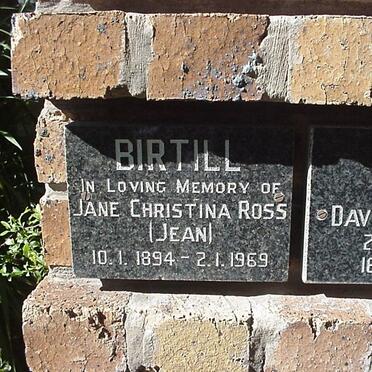 BIRTILL
IN LOVING MEMORY OF
JANE CHRISTINA ROSS
(JEAN)
10.1.1894 - 2.1.1969
DAV